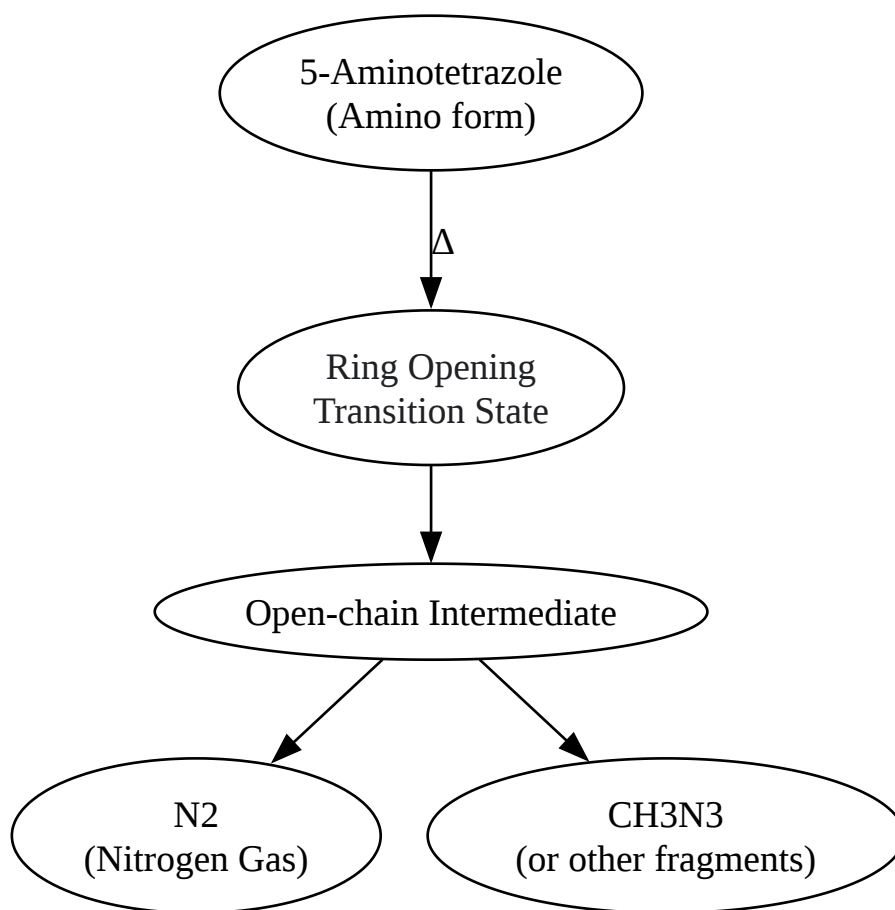 5-Aminotetrazole
(Amino form)
Δ
Ring Opening
Transition State
Open-chain Intermediate
N2
(Nitrogen Gas)
CH3N3
(or other fragments)